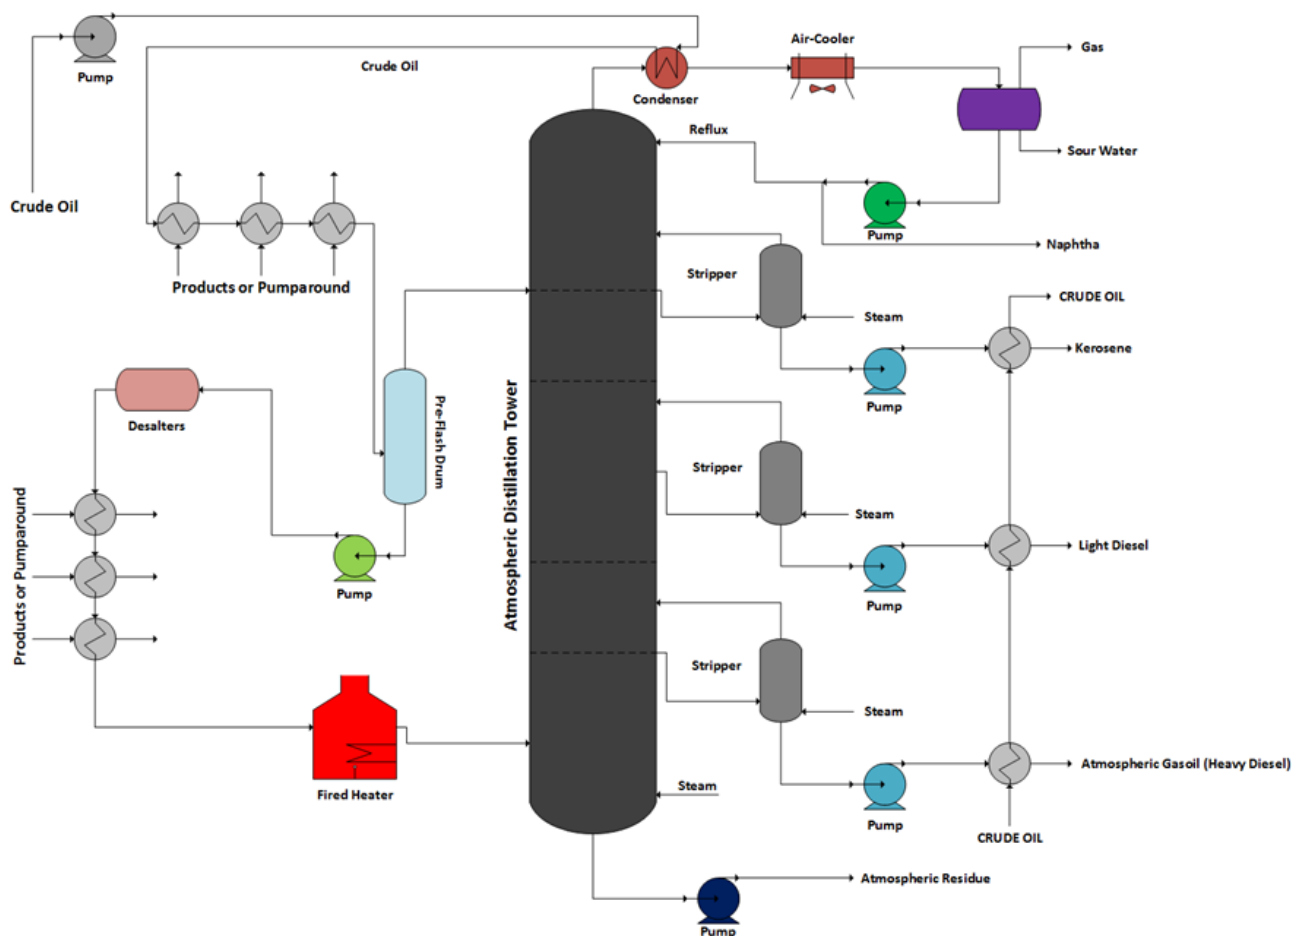 Air-Cooler
Gas
Pump
Crude Oil
Condenser
Reflux
Sour Water
Crude Oil
Pump
Naphtha
Products or Pumparound
Stripper
CRUDE OIL
Steam
Kerosene
Pump
Pre-Flash Drum
Atmospheric Distillation Tower
Desalters
Stripper
Steam
Light Diesel
Products or Pumparound
Pump
Pump
Stripper
Steam
Atmospheric Gasoil (Heavy Diesel)
Steam
Fired Heater
Pump
CRUDE OIL
Atmospheric Residue
Pump